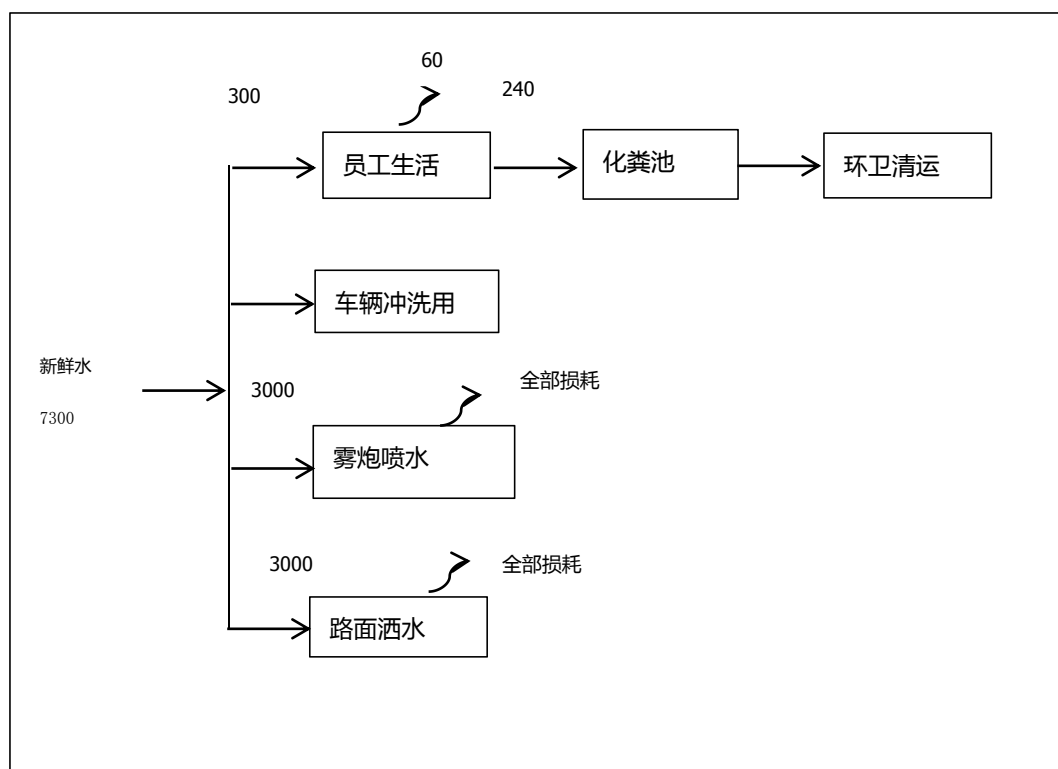 60
300
240
员工生活
化粪池
环卫清运
车辆冲洗用
新鲜水
7300
3000
全部损耗
雾炮喷水
3000
全部损耗
路面洒水